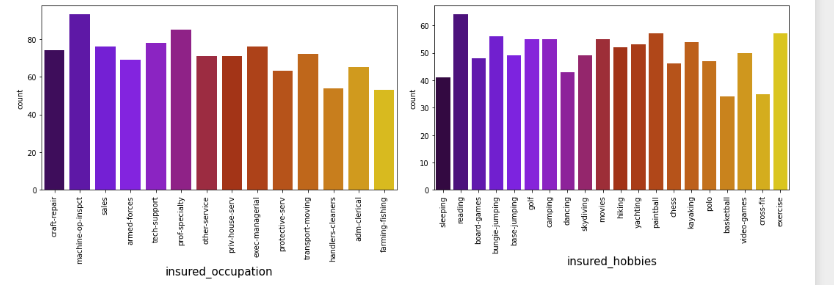 80
60
40
20
0
count
craft-repair
machine-op-inspct
sales
armed-forces
tech-support
prof-specialty
other-service
priv-house-serv
exec-managerial
protective-serv
transport-moving
handlers-cleaners
adm-clerical
farming-fishing
insured_occupation
60
50
40
30
20
10
0
count
sleeping
reading
board-games
bungie-jumping
base-jumping
golf
camping
dancing
skydiving
movies
hiking
yachting
paintball
chess
kayaking
polo
basketball
video-games
cross-fit
exercise
insured_hobbies